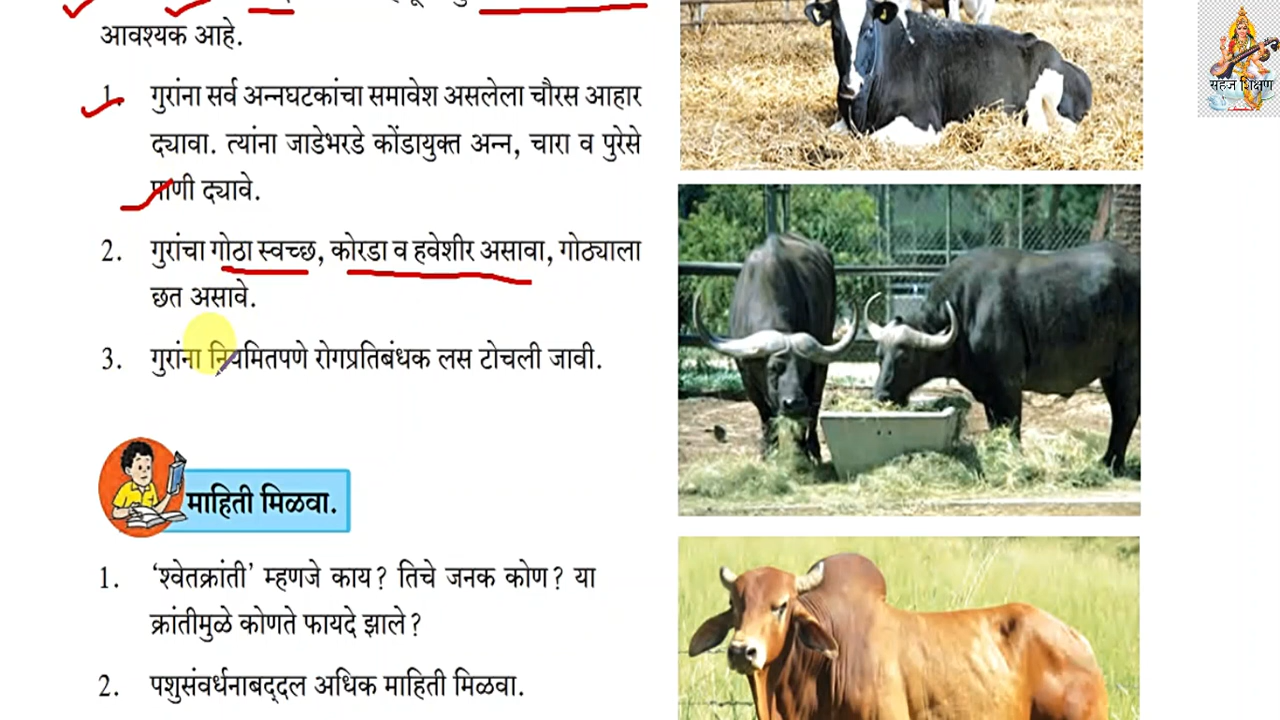 आवश्यक आहे.
1. गुरांना सर्व अन्नघटकांचा समावेश असलेला चौरस आहार
द्यावा. त्यांना जाडेभरडे कोंडायुक्त अन्न, चारा व पुरेसे
पाणी द्यावे.
2. गुरांचा गोठा स्वच्छ, कोरडा व हवेशीर असावा, गोठ्याला
छत असावे.
3. गुरांना नियमितपणे रोगप्रतिबंधक लस टोचली जावी.
माहिती मिळवा.
1. ‘श्वेतक्रांती’ म्हणजे काय? तिचे जनक कोण? या
क्रांतीमुळे कोणते फायदे झाले?
2. पशुसंवर्धनाबद्दल अधिक माहिती मिळवा.
सहज शिक्षण